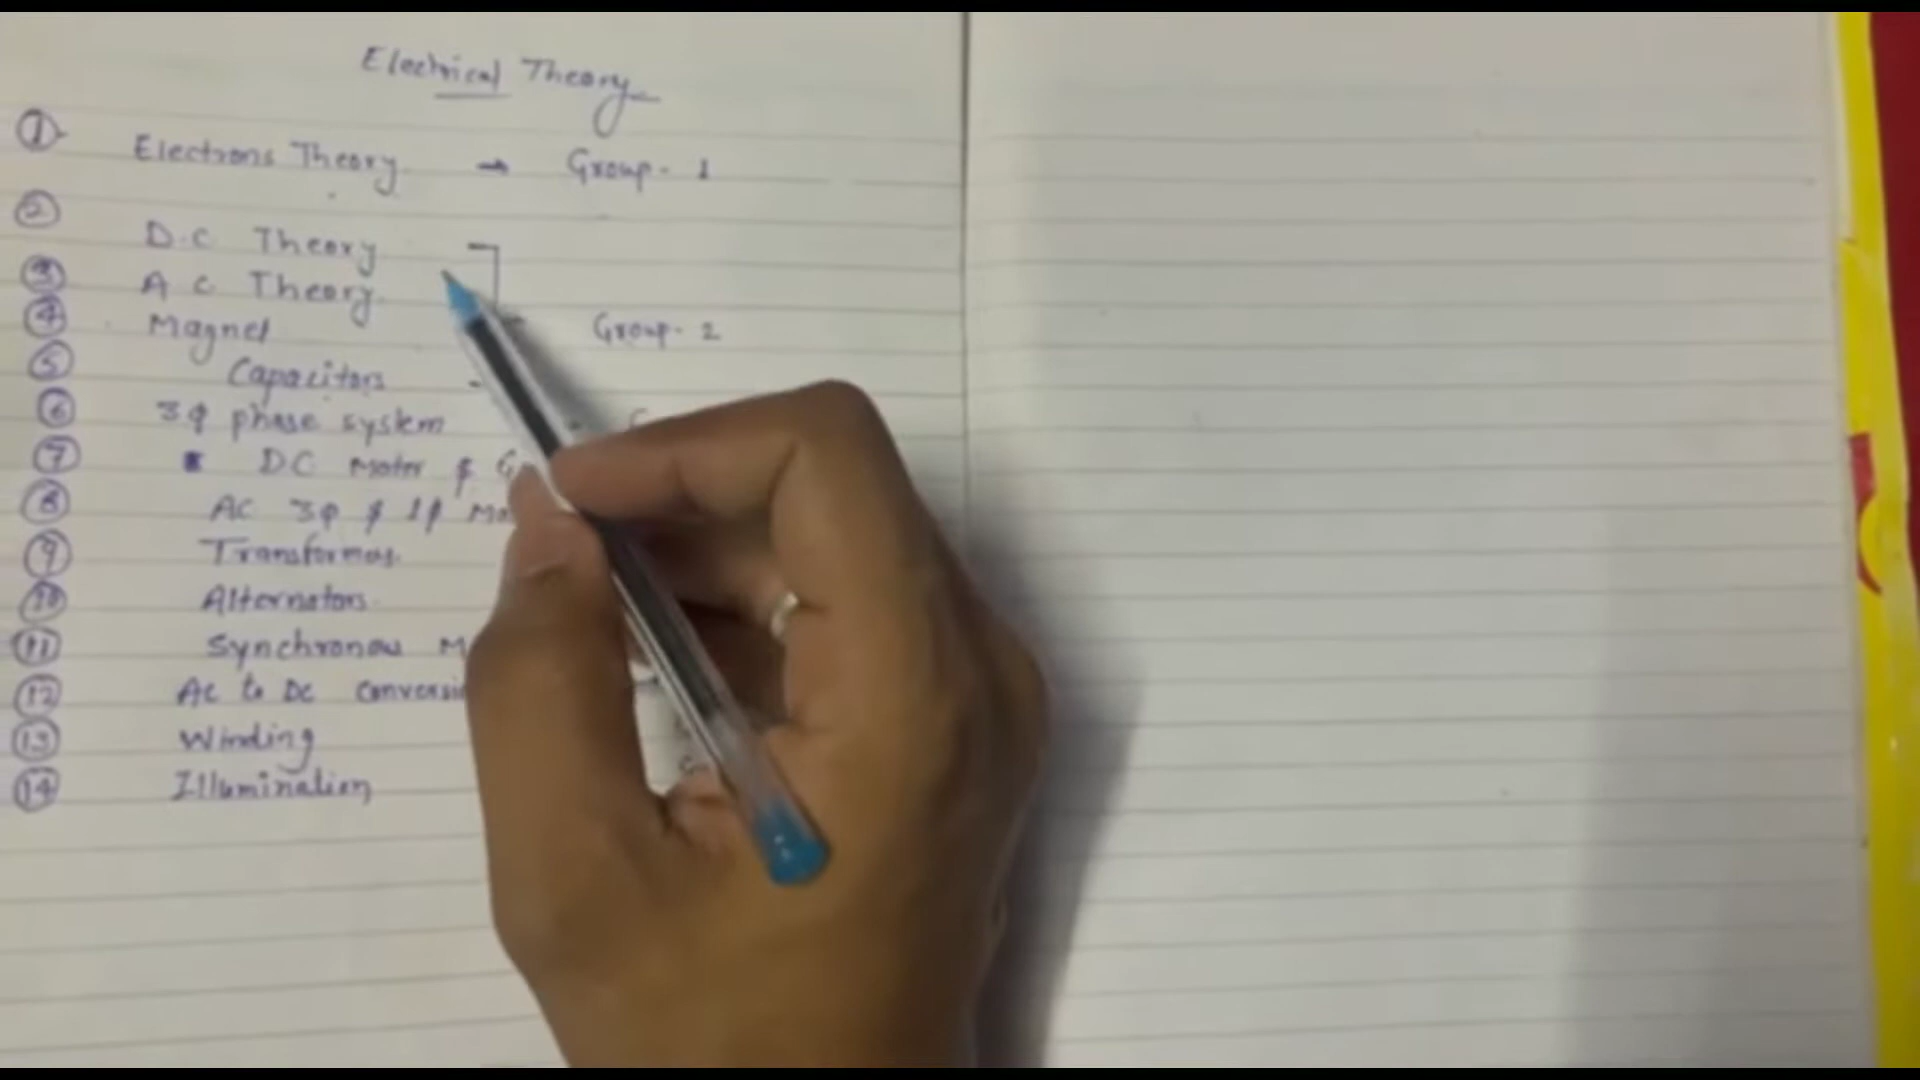 Electrical Theory
① Electrons Theory → Group - 1
② D.C Theory
③ A C Theory
④ Magnet Group - 2
⑤ Capacitors
⑥ 3φ phase system
⑦ DC Motor &
⑧ AC 3φ & 1φ
⑨ Transformers
⑩ Alternators
⑪ Synchronous
⑫ AC to DC
⑬ Winding
⑭ Illumination